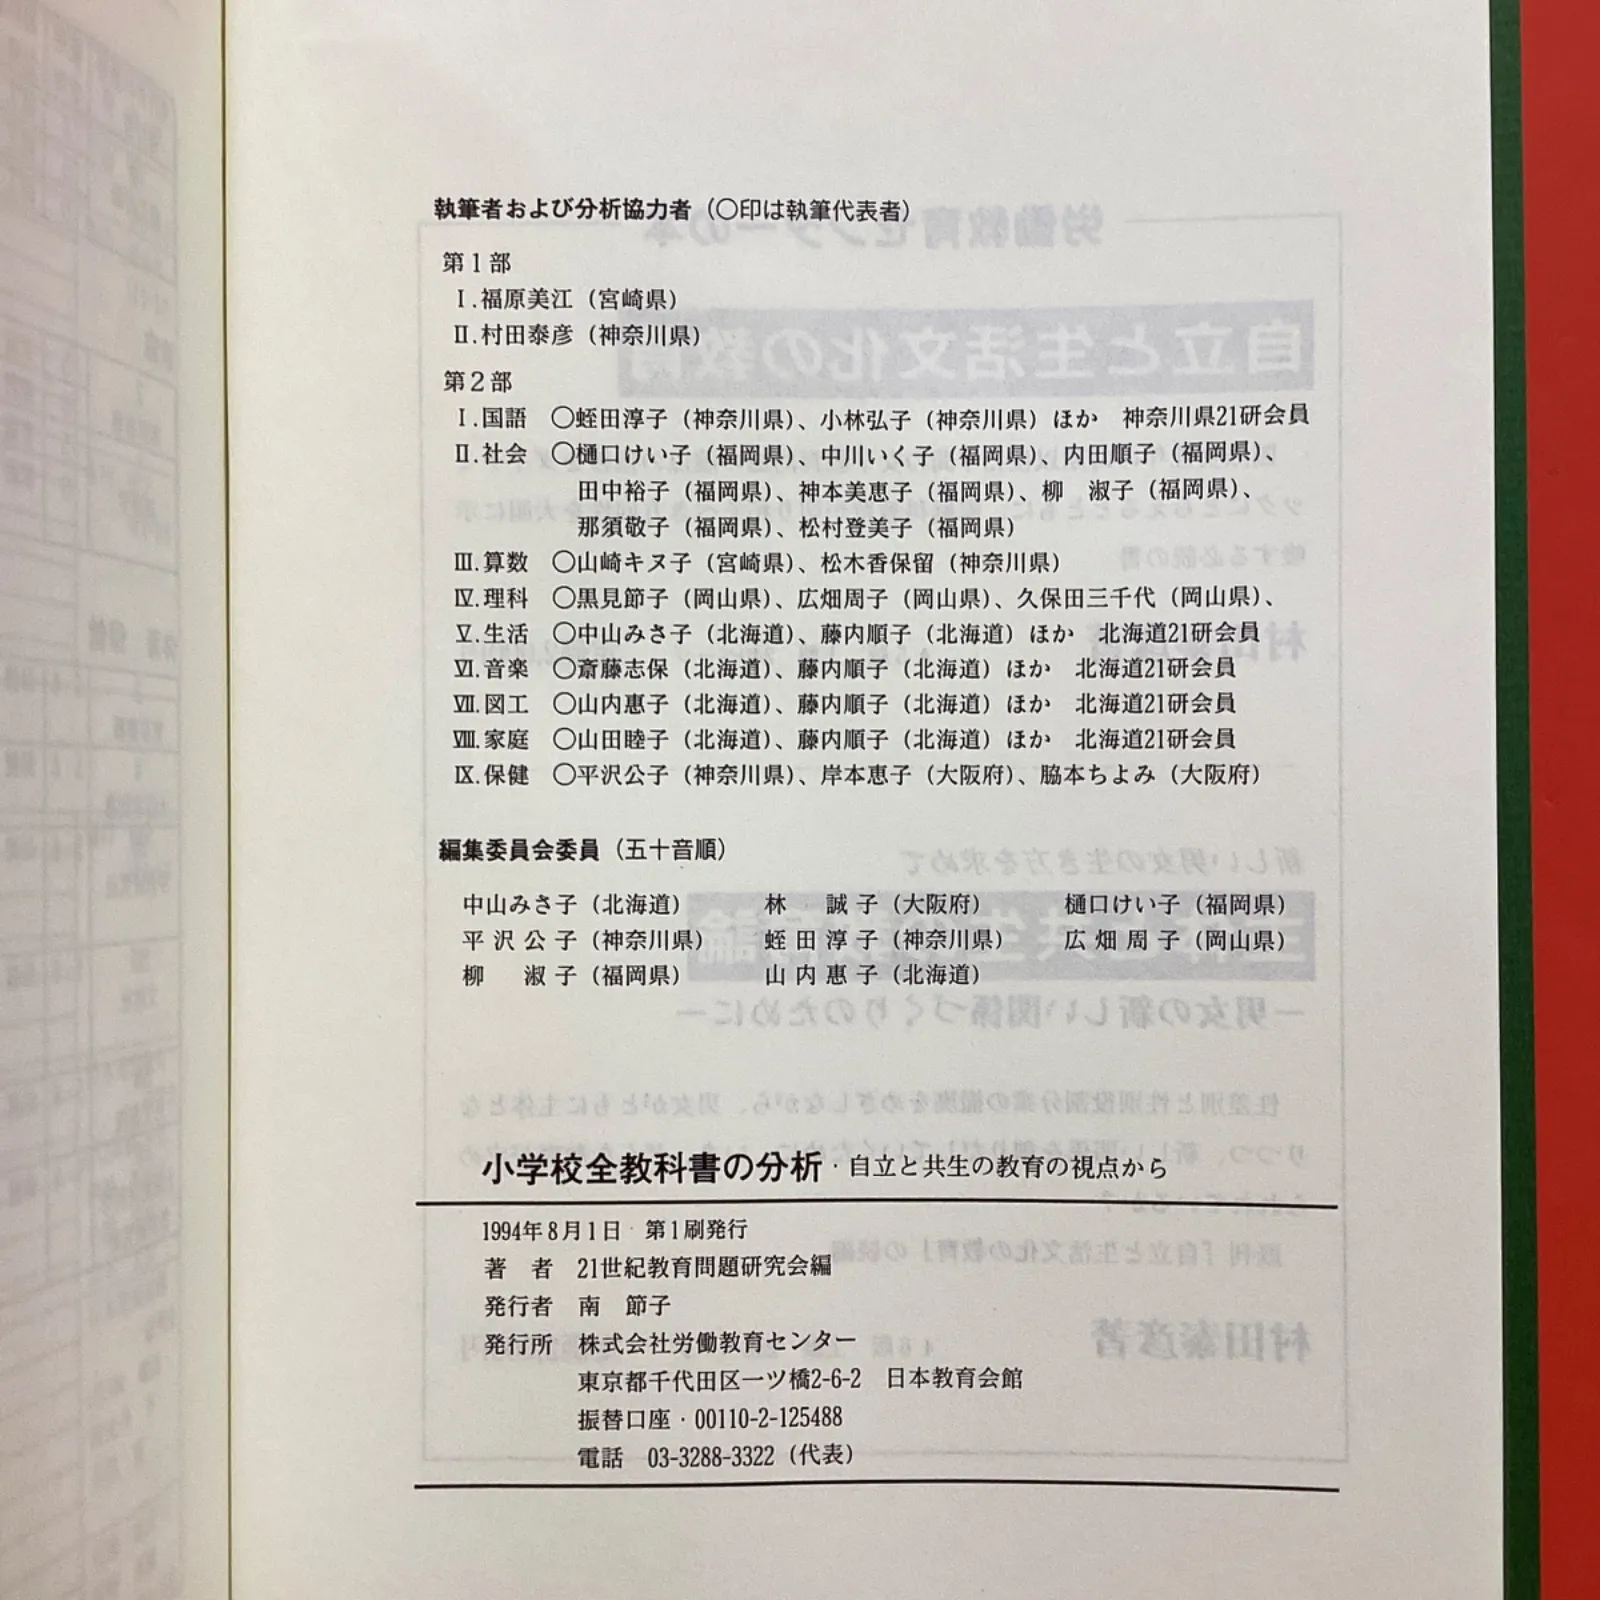 執筆者および分析協力者（〇印は執筆代表者）
第1部
Ⅰ.福原美江（宮崎県）
Ⅱ.村田泰彦（神奈川県）
第2部
Ⅰ.国語　〇蛭田淳子（神奈川県）、小林弘子（神奈川県）ほか　神奈川県21研会員
Ⅱ.社会　〇樋口けい子（福岡県）、中川いく子（福岡県）、内田順子（福岡県）、
田中裕子（福岡県）、神本美恵子（福岡県）、柳　淑子（福岡県）、
那須敬子（福岡県）、松村登美子（福岡県）
Ⅲ.算数　〇山崎キヌ子（宮崎県）、松木香保留（神奈川県）
Ⅳ.理科　〇黒見節子（岡山県）、広畑周子（岡山県）、久保田三千代（岡山県）、
Ⅴ.生活　〇中山みさ子（北海道）、藤内順子（北海道）ほか　北海道21研会員
Ⅵ.音楽　〇斎藤志保（北海道）、藤内順子（北海道）ほか　北海道21研会員
Ⅶ.図工　〇山内惠子（北海道）、藤内順子（北海道）ほか　北海道21研会員
Ⅷ.家庭　〇山田睦子（北海道）、藤内順子（北海道）ほか　北海道21研会員
Ⅸ.保健　〇平沢公子（神奈川県）、岸本恵子（大阪府）、脇本ちよみ（大阪府）
編集委員会委員（五十音順）
中山みさ子（北海道）　林　誠子（大阪府）　樋口けい子（福岡県）
平沢公子（神奈川県）　蛭田淳子（神奈川県）　広畑周子（岡山県）
柳　淑子（福岡県）　山内惠子（北海道）
小学校全教科書の分析・自立と共生の教育の視点から
1994年8月1日・第1刷発行
著　者　21世紀教育問題研究会編
発行者　南　節子
発行所　株式会社労働教育センター
東京都千代田区一ツ橋2-6-2　日本教育会館
振替口座・00110-2-125488
電話　03-3288-3322（代表）